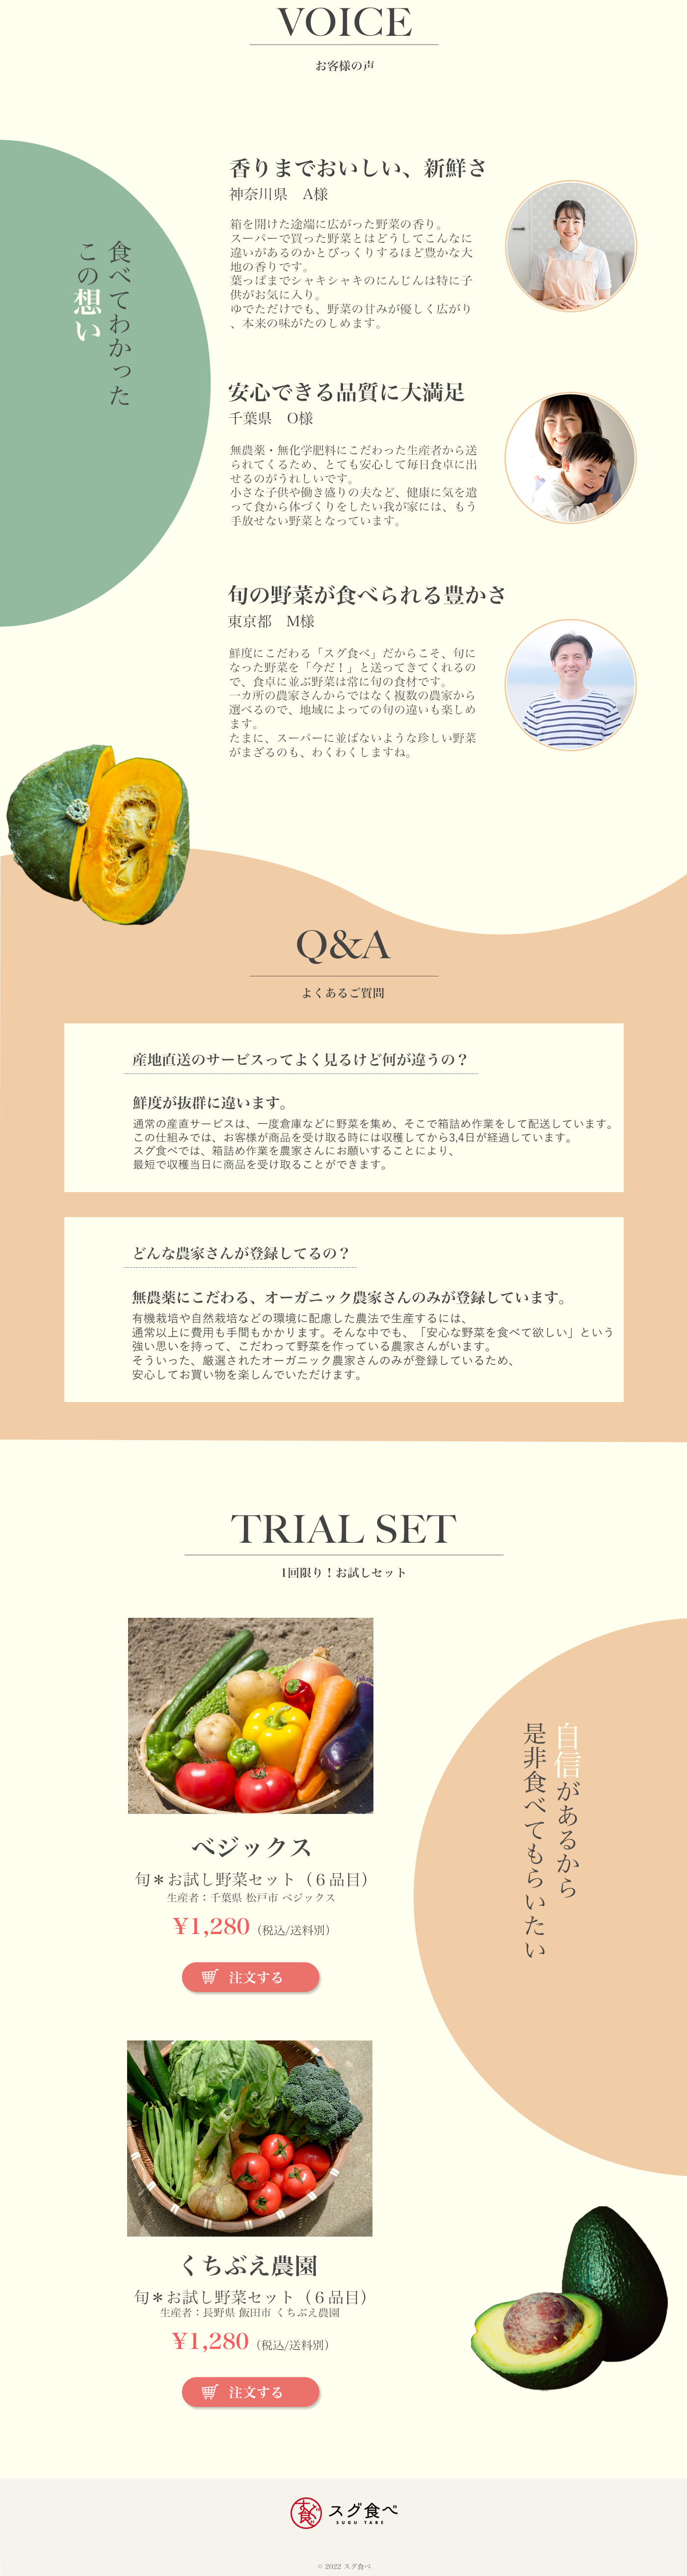 VOICE
お客様の声
食べてわかった
この想い
香りまでおいしい、新鮮さ
神奈川県　A様
箱を開けた途端に広がった野菜の香り。
スーパーで買った野菜とはどうしてこんなに
違いがあるのかとびっくりするほど豊かな大
地の香りです。
葉っぱまでシャキシャキのにんじんは特に子
供がお気に入り。
ゆでただけでも、野菜の甘みが優しく広がり
、本来の味がたのしめます。
安心できる品質に大満足
千葉県　O様
無農薬・無化学肥料にこだわった生産者から送
られてくるため、とても安心して毎日食卓に出
せるのがうれしいです。
小さな子供や働き盛りの夫など、健康に気を遣
って食から体づくりをしたい我が家には、もう
手放せない野菜となっています。
旬の野菜が食べられる豊かさ
東京都　M様
鮮度にこだわる「スグ食べ」だからこそ、旬に
なった野菜を「今だ！」と送ってきてくれるの
で、食卓に並ぶ野菜は常に旬の食材です。
一カ所の農家さんからではなく複数の農家から
選べるので、地域によっての旬の違いも楽しめ
ます。
たまに、スーパーに並ばないような珍しい野菜
がまざるのも、わくわくしますね。
Q&A
よくあるご質問
産地直送のサービスってよく見るけど何が違うの？
鮮度が抜群に違います。
通常の産直サービスは、一度倉庫などに野菜を集め、そこで箱詰め作業をして配送しています。
この仕組みでは、お客様が商品を受け取る時には収穫してから3,4日が経過しています。
スグ食べでは、箱詰め作業を農家さんにお願いすることにより、
最短で収穫当日に商品を受け取ることができます。
どんな農家さんが登録してるの？
無農薬にこだわる、オーガニック農家さんのみが登録しています。
有機栽培や自然栽培などの環境に配慮した農法で生産するには、
通常以上に費用も手間もかかります。そんな中でも、「安心な野菜を食べて欲しい」という
強い思いを持って、こだわって野菜を作っている農家さんがいます。
そういった、厳選されたオーガニック農家さんのみが登録しているため、
安心してお買い物を楽しんでいただけます。
TRIAL SET
1回限り！お試しセット
自信があるから
是非食べてもらいたい
ベジックス
旬＊お試し野菜セット（６品目）
生産者：千葉県 松戸市 ベジックス
¥1,280（税込/送料別）
注文する
くちぶえ農園
旬＊お試し野菜セット（６品目）
生産者：長野県 飯田市 くちぶえ農園
¥1,280（税込/送料別）
注文する
スグ食べ
SUGU TABE
© 2022 スグ食べ